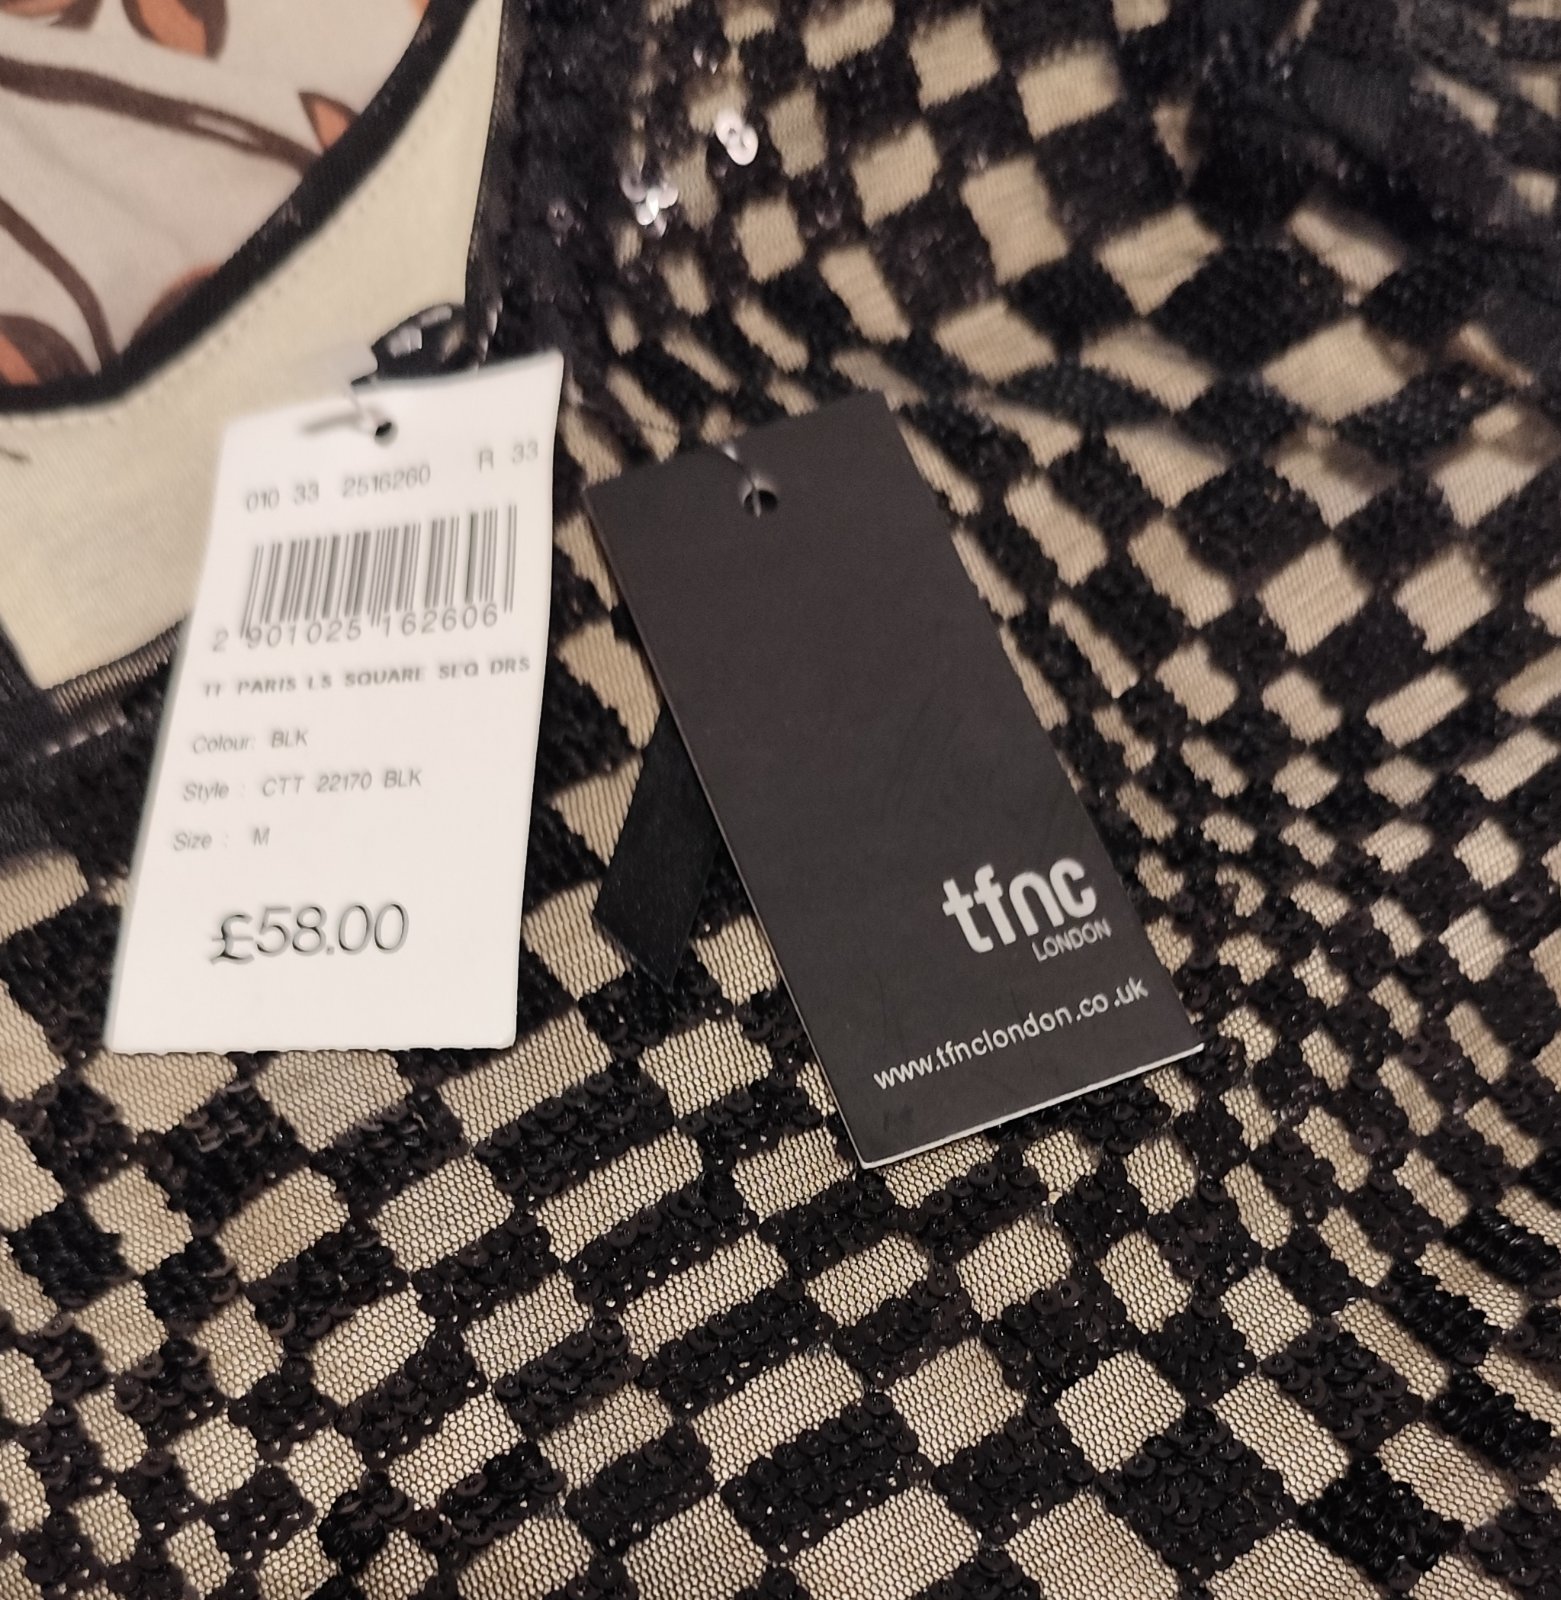 010 33 2516260 R 33
2 901025 162606
TF PARIS LS SQUARE SEQ DRS
Colour: BLK
Style : CTT 22170 BLK
Size : M
£58.00
tfnc
LONDON
www.tfnclondon.co.uk